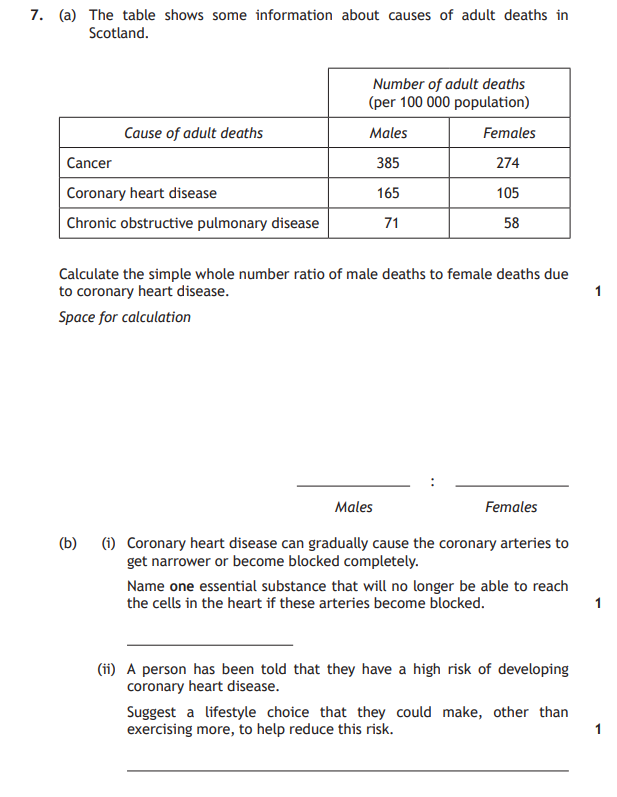 7. (a) The table shows some information about causes of adult deaths in
Scotland.
Number of adult deaths
(per 100 000 population)
Cause of adult deaths Males Females
Cancer 385 274
Coronary heart disease 165 105
Chronic obstructive pulmonary disease 71 58
Calculate the simple whole number ratio of male deaths to female deaths due
to coronary heart disease. 1
Space for calculation
:
Males Females
(b) (i) Coronary heart disease can gradually cause the coronary arteries to
get narrower or become blocked completely.
Name one essential substance that will no longer be able to reach
the cells in the heart if these arteries become blocked. 1
(ii) A person has been told that they have a high risk of developing
coronary heart disease.
Suggest a lifestyle choice that they could make, other than
exercising more, to help reduce this risk. 1